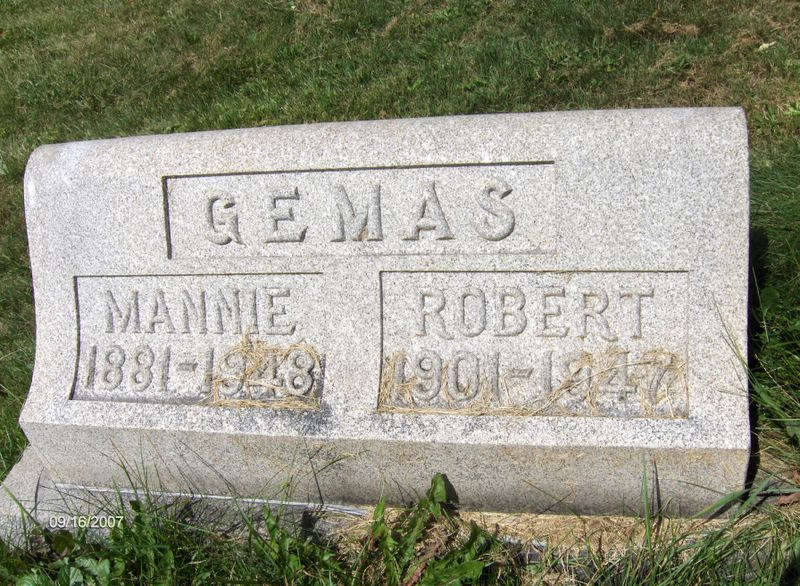 GEMAS
MANNIE
1881-1948
ROBERT
1901-1947
09/16/2007